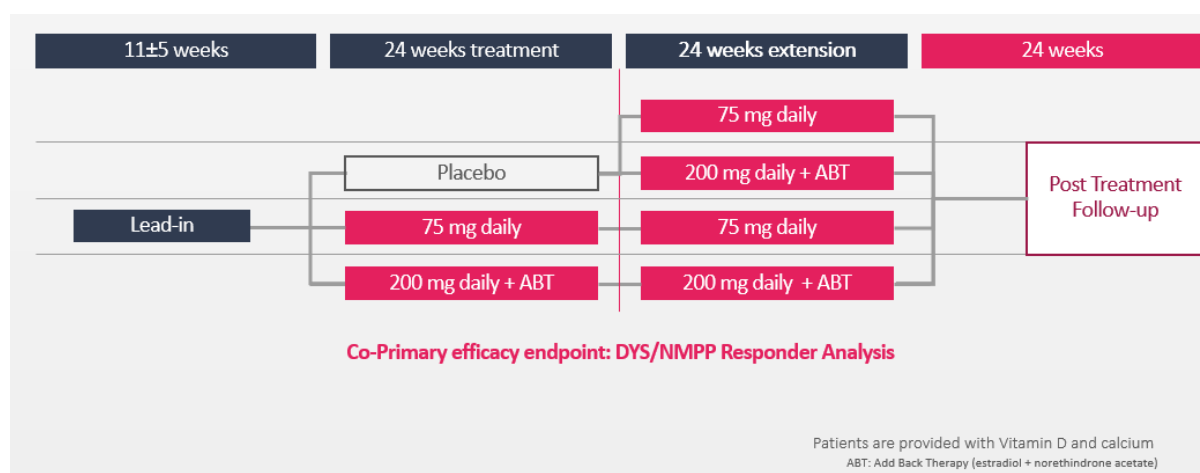 11±5 weeks
24 weeks treatment
24 weeks extension
24 weeks
75 mg daily
Placebo
200 mg daily + ABT
Post Treatment
Follow-up
Lead-in
75 mg daily
75 mg daily
200 mg daily + ABT
200 mg daily + ABT
Co-Primary efficacy endpoint: DYS/NMPP Responder Analysis
Patients are provided with Vitamin D and calcium
ABT: Add Back Therapy (estradiol + norethindrone acetate)